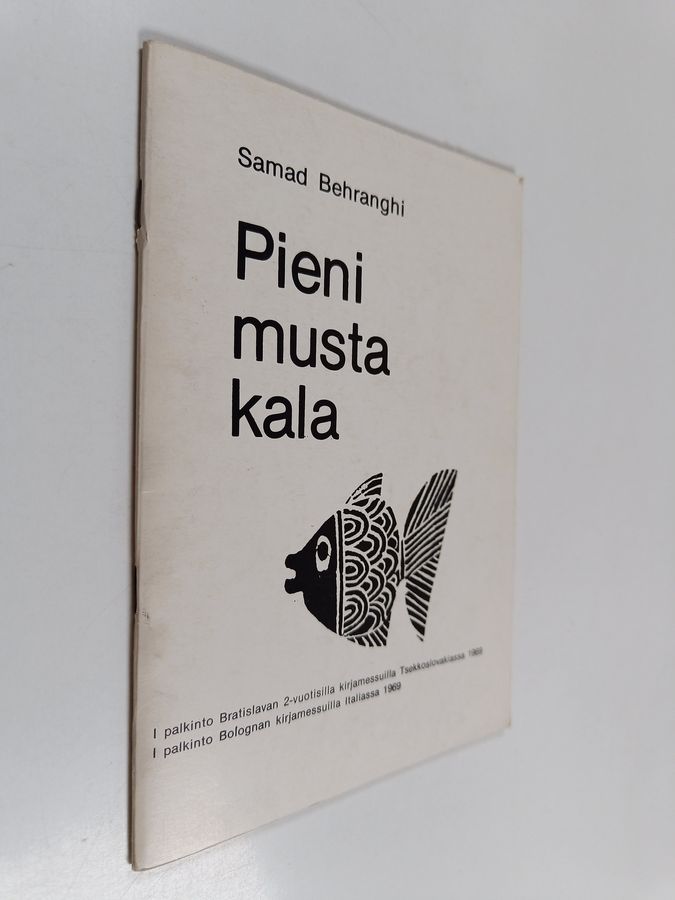 Samad Behranghi
Pieni
musta
kala
I palkinto Bratislavan 2-vuotisilla kirjamessuilla Tsekkoslovakiassa 1969
I palkinto Bolognan kirjamessuilla Italiassa 1969